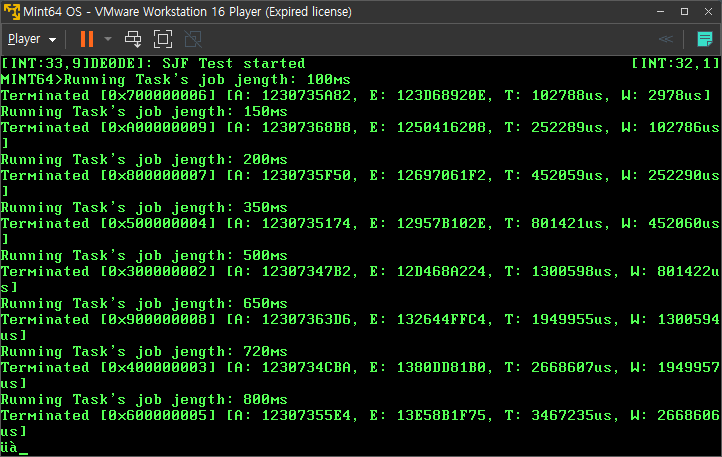 Mint64 OS - VMware Workstation 16 Player (Expired license)
Player
[INT:33,9]DE0DE]: SJF Test started [INT:32,1]
MINT64>Running Task's job jength: 100ms
Terminated [0x700000006] [A: 1230735A82, E: 123D68920E, T: 102788us, W: 2978us]
Running Task's job jength: 150ms
Terminated [0xA00000009] [A: 12307368B8, E: 1250416208, T: 252289us, W: 102786us
]
Running Task's job jength: 200ms
Terminated [0x800000007] [A: 1230735F50, E: 12697061F2, T: 452059us, W: 252290us
]
Running Task's job jength: 350ms
Terminated [0x500000004] [A: 1230735174, E: 12957B102E, T: 801421us, W: 452060us
]
Running Task's job jength: 500ms
Terminated [0x300000002] [A: 12307347B2, E: 12D468A224, T: 1300598us, W: 801422u
s]
Running Task's job jength: 650ms
Terminated [0x900000008] [A: 12307363D6, E: 132644FFC4, T: 1949955us, W: 1300594
us]
Running Task's job jength: 720ms
Terminated [0x400000003] [A: 1230734CBA, E: 1380DD81B0, T: 2668607us, W: 1949957
us]
Running Task's job jength: 800ms
Terminated [0x600000005] [A: 12307355E4, E: 13E58B1F75, T: 3467235us, W: 2668606
us]
üà_